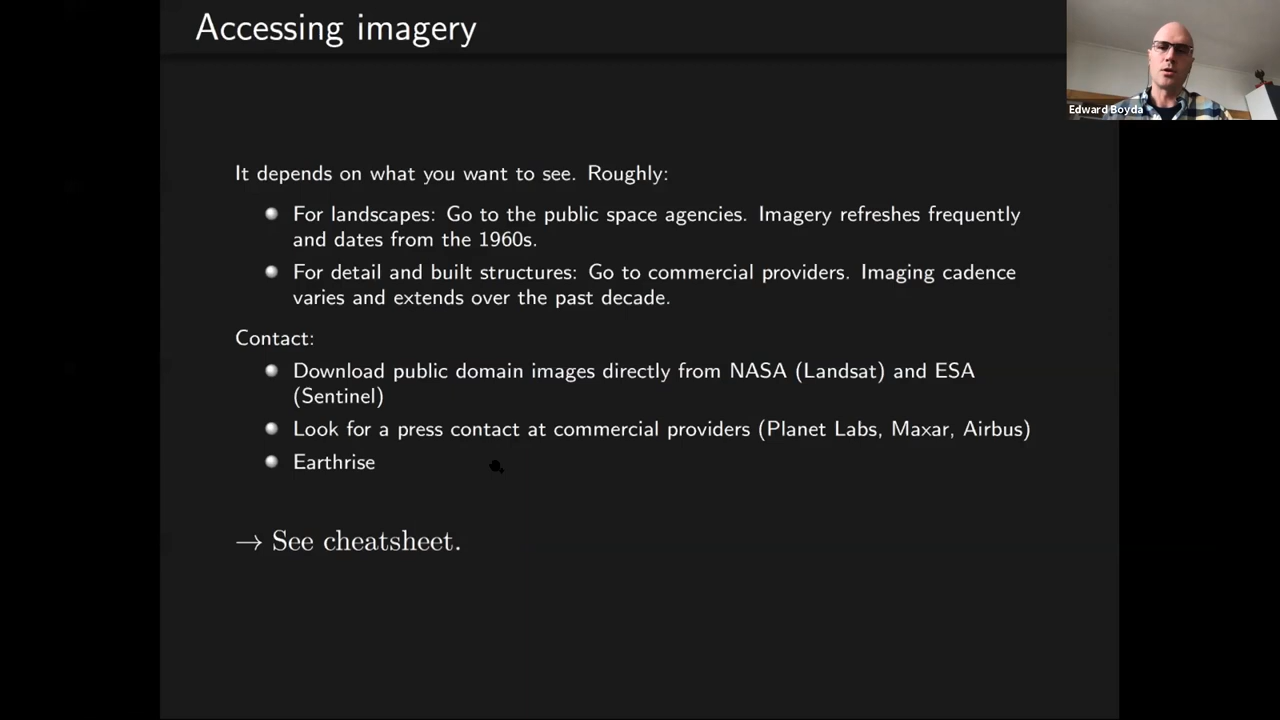 Accessing imagery
Edward Boyda
It depends on what you want to see. Roughly:
For landscapes: Go to the public space agencies. Imagery refreshes frequently
and dates from the 1960s.
For detail and built structures: Go to commercial providers. Imaging cadence
varies and extends over the past decade.
Contact:
Download public domain images directly from NASA (Landsat) and ESA
(Sentinel)
Look for a press contact at commercial providers (Planet Labs, Maxar, Airbus)
Earthrise
→ See cheatsheet.